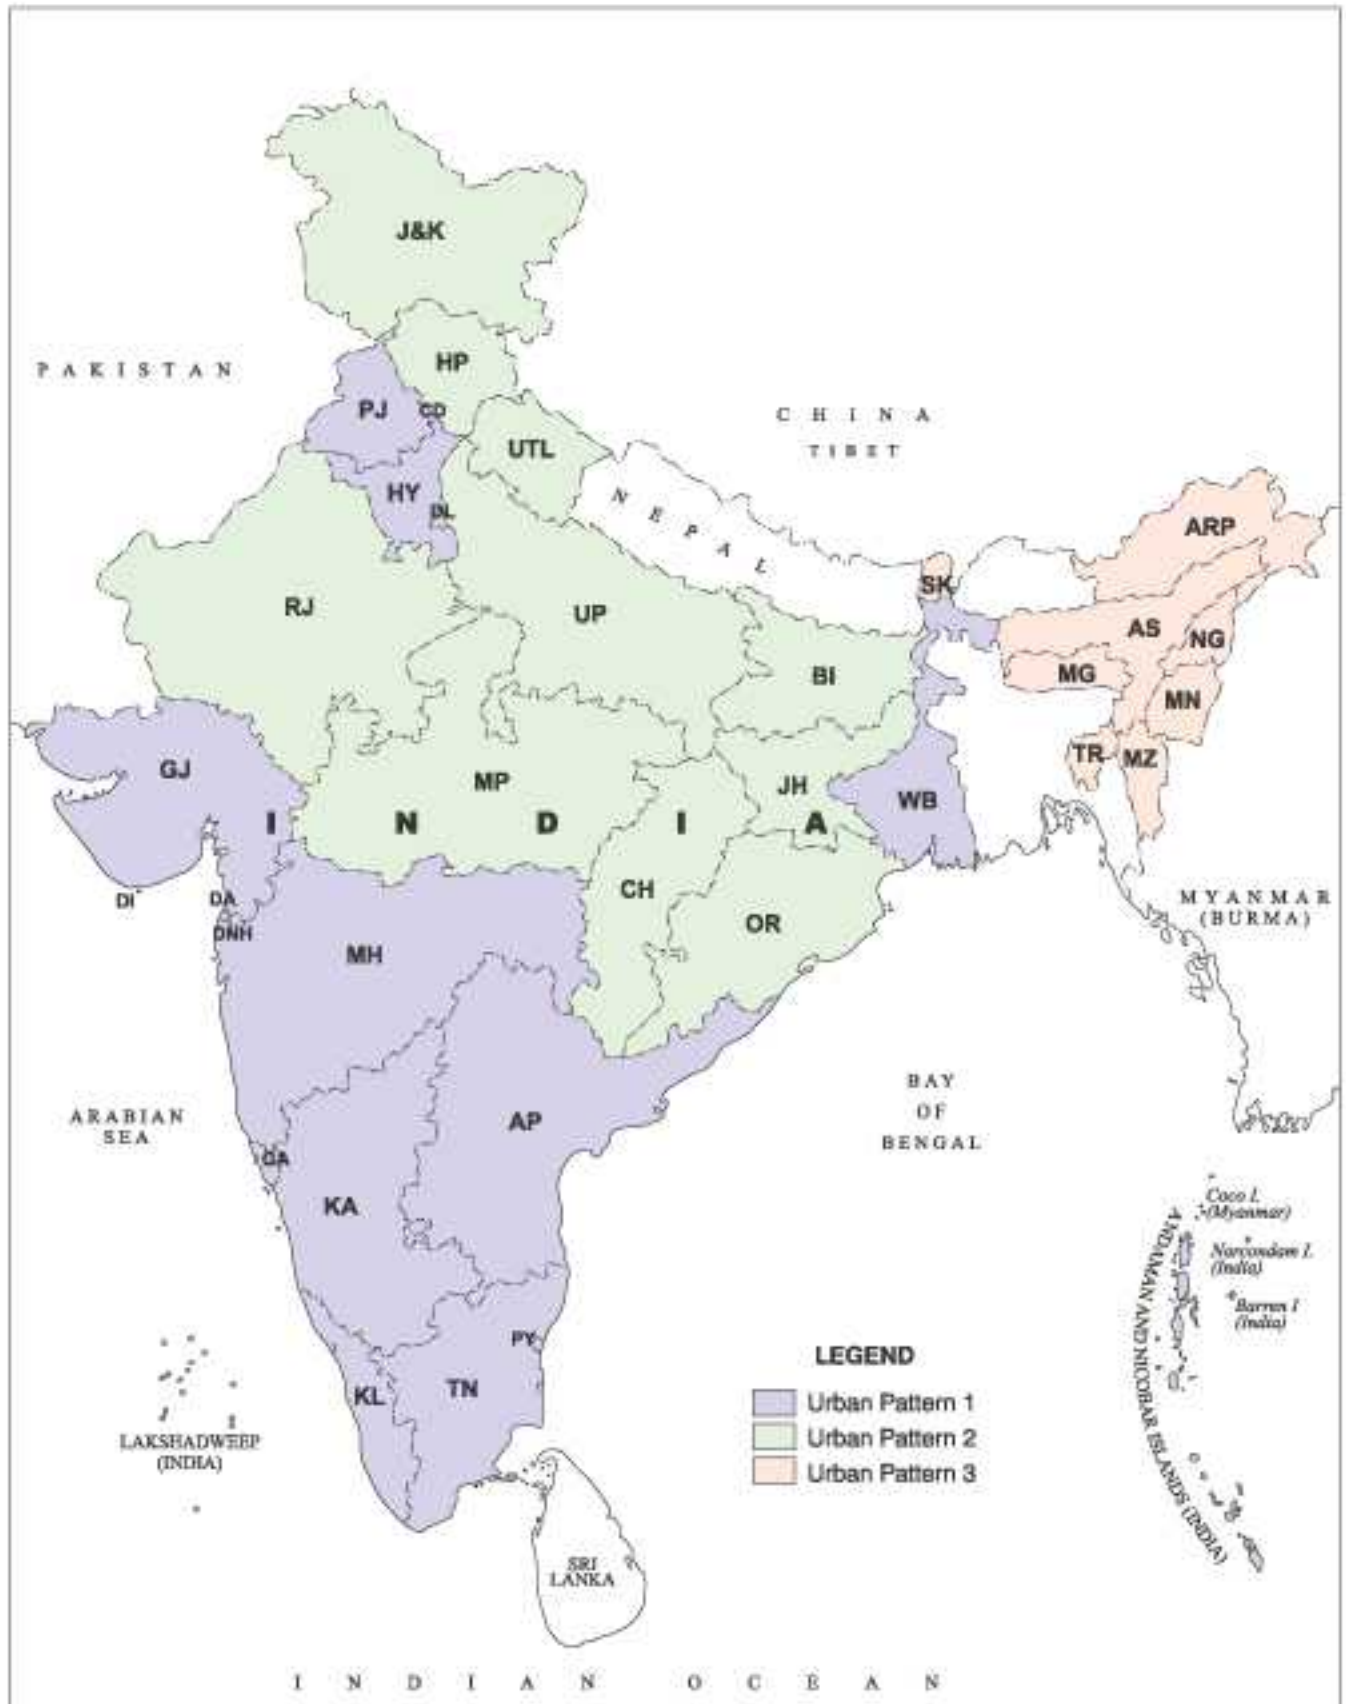 J&K
HP
PAKISTAN
PJ
CD
CHINA
TIBET
UTL
HY
DL
NEPAL
ARP
SK
RJ
UP
AS
NG
BI
MG
MN
GJ
MP
JH
TR
MZ
WB
I N D I A
CH
DI
DA
DNH
OR
MYANMAR
(BURMA)
MH
ARABIAN
SEA
AP
BAY
OF
BENGAL
GA
KA
Coco I.
(Myanmar)
Narcondam I.
(India)
Barren I
(India)
ANDAMAN AND NICOBAR ISLANDS (INDIA)
PY
KL
TN
LEGEND
Urban Pattern 1
Urban Pattern 2
Urban Pattern 3
LAKSHADWEEP
(INDIA)
SRI
LANKA
INDIAN OCEAN